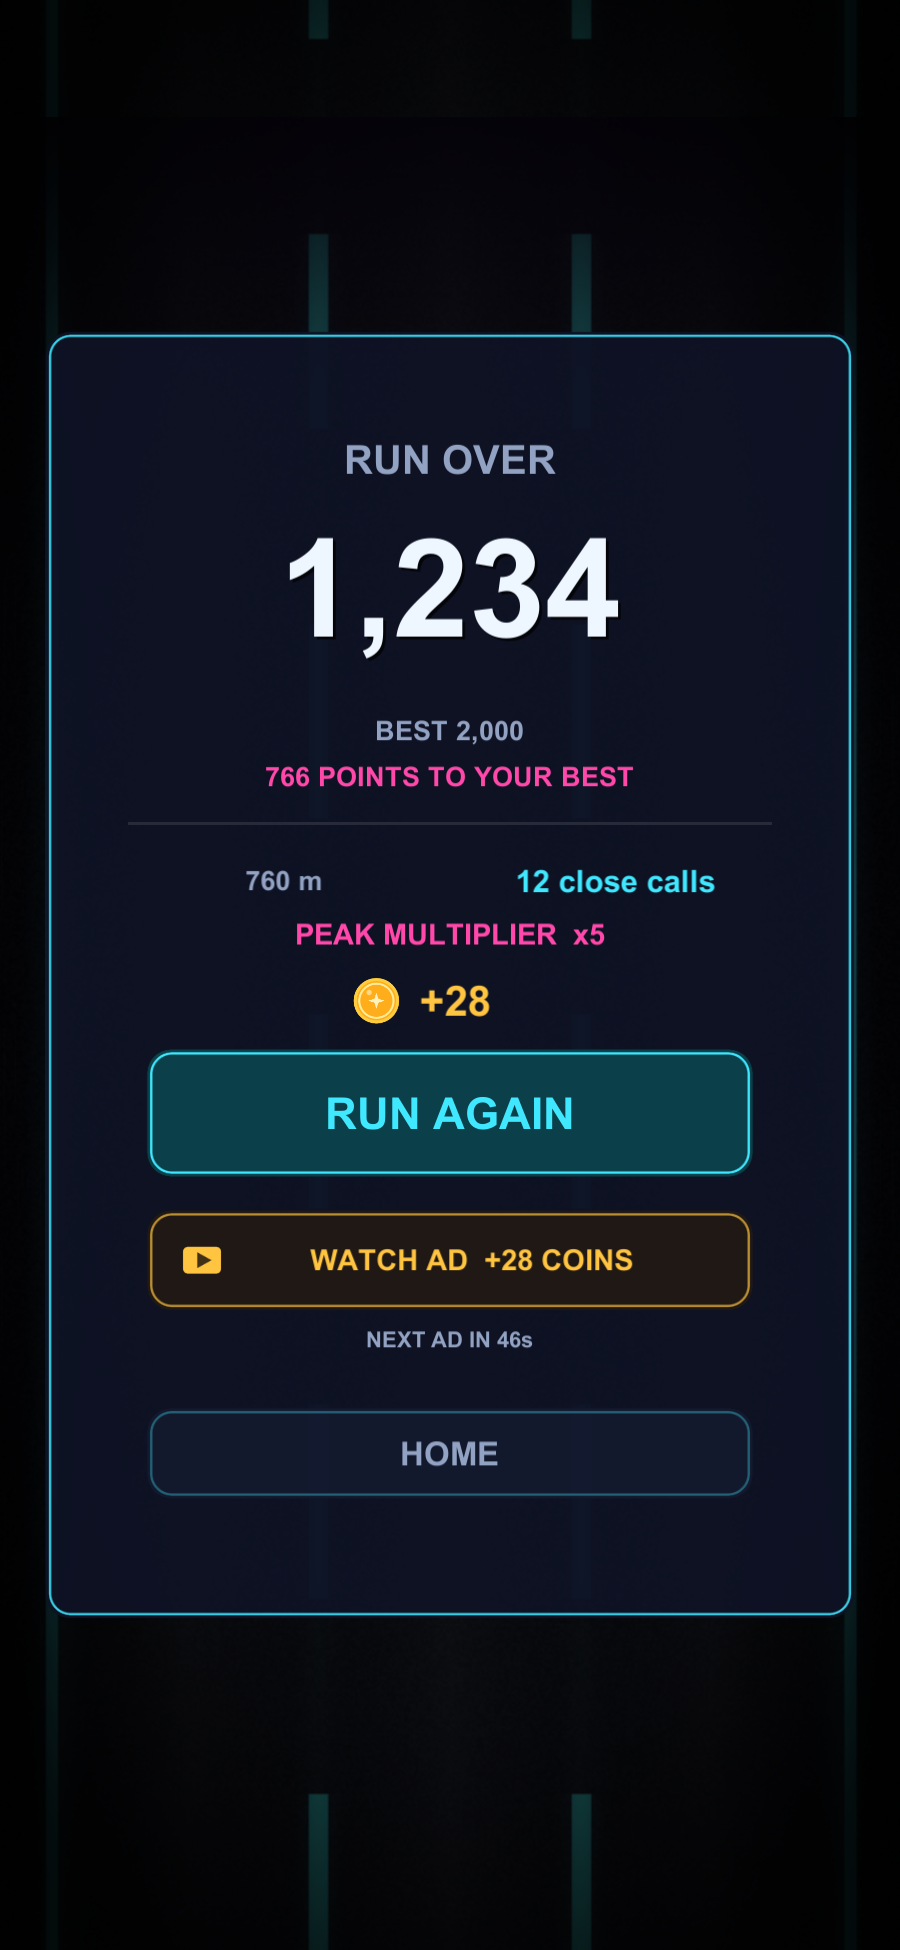 RUN OVER
1,234
BEST 2,000
766 POINTS TO YOUR BEST
760 m 12 close calls
PEAK MULTIPLIER x5
+28
RUN AGAIN
WATCH AD +28 COINS
NEXT AD IN 46s
HOME